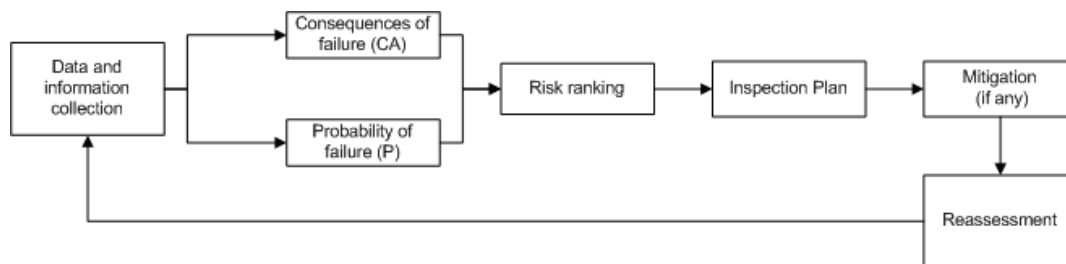 Data and
information
collection
Consequences of
failure (CA)
Probability of
failure (P)
Risk ranking
Inspection Plan
Mitigation
(if any)
Reassessment